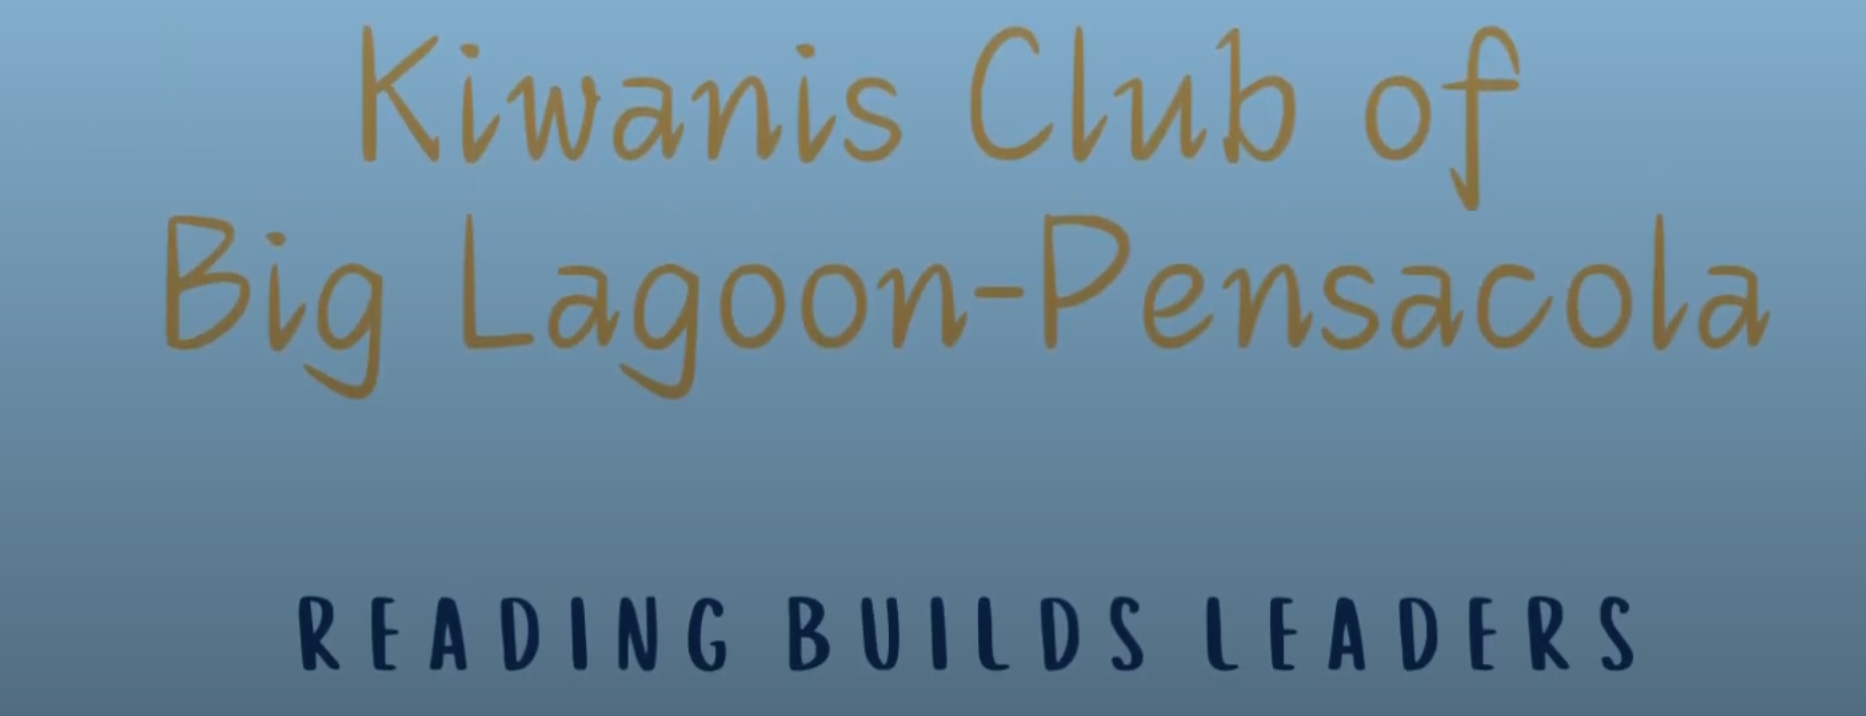 Kiwanis Club of
Big Lagoon-Pensacola
READING BUILDS LEADERS